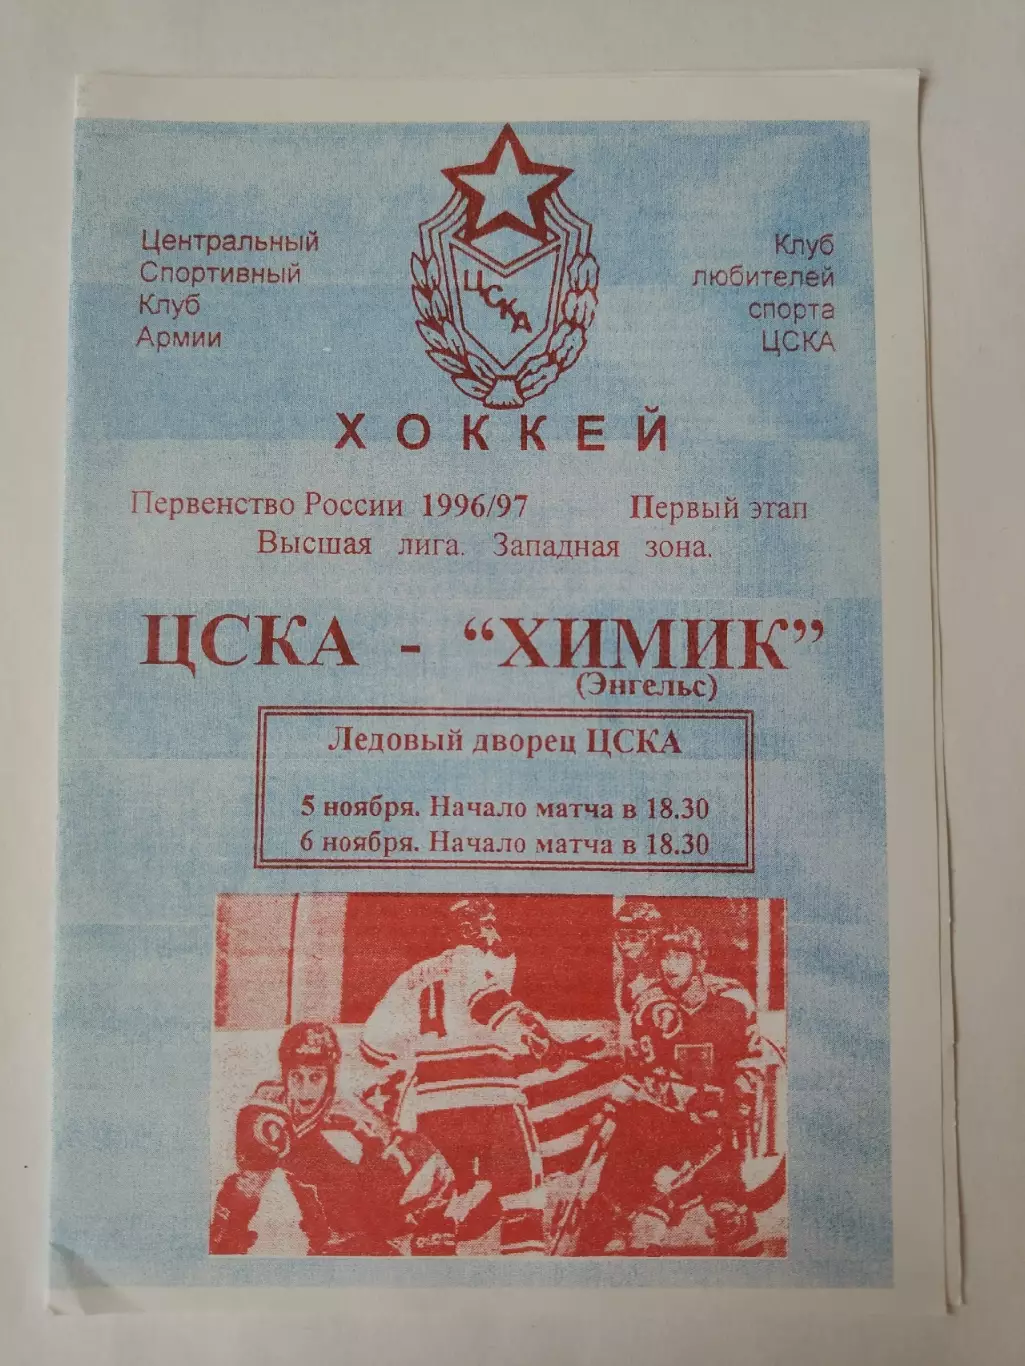 Центральный
Спортивный
Клуб
Армии
ЦСКА
Клуб
любителей
спорта
ЦСКА
ХОККЕЙ
Первенство России 1996/97 Первый этап
Высшая лига. Западная зона.
ЦСКА - “ХИМИК”
(Энгельс)
Ледовый дворец ЦСКА
5 ноября. Начало матча в 18.30
6 ноября. Начало матча в 18.30